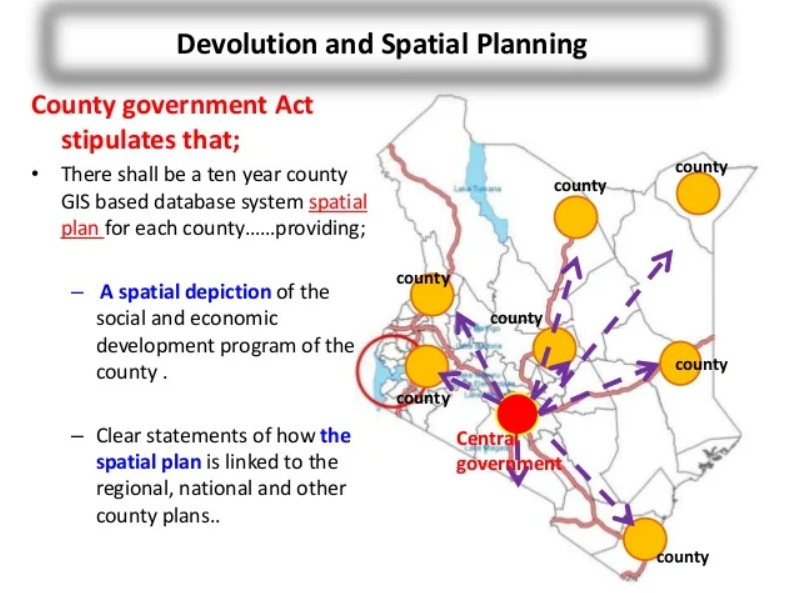 Devolution and Spatial Planning
County government Act
stipulates that;
• There shall be a ten year county
GIS based database system spatial
plan for each county......providing;
– A spatial depiction of the
social and economic
development program of the
county .
– Clear statements of how the
spatial plan is linked to the
regional, national and other
county plans..
county
county
Lake Turkana
county
county
county
county
Central
government
county